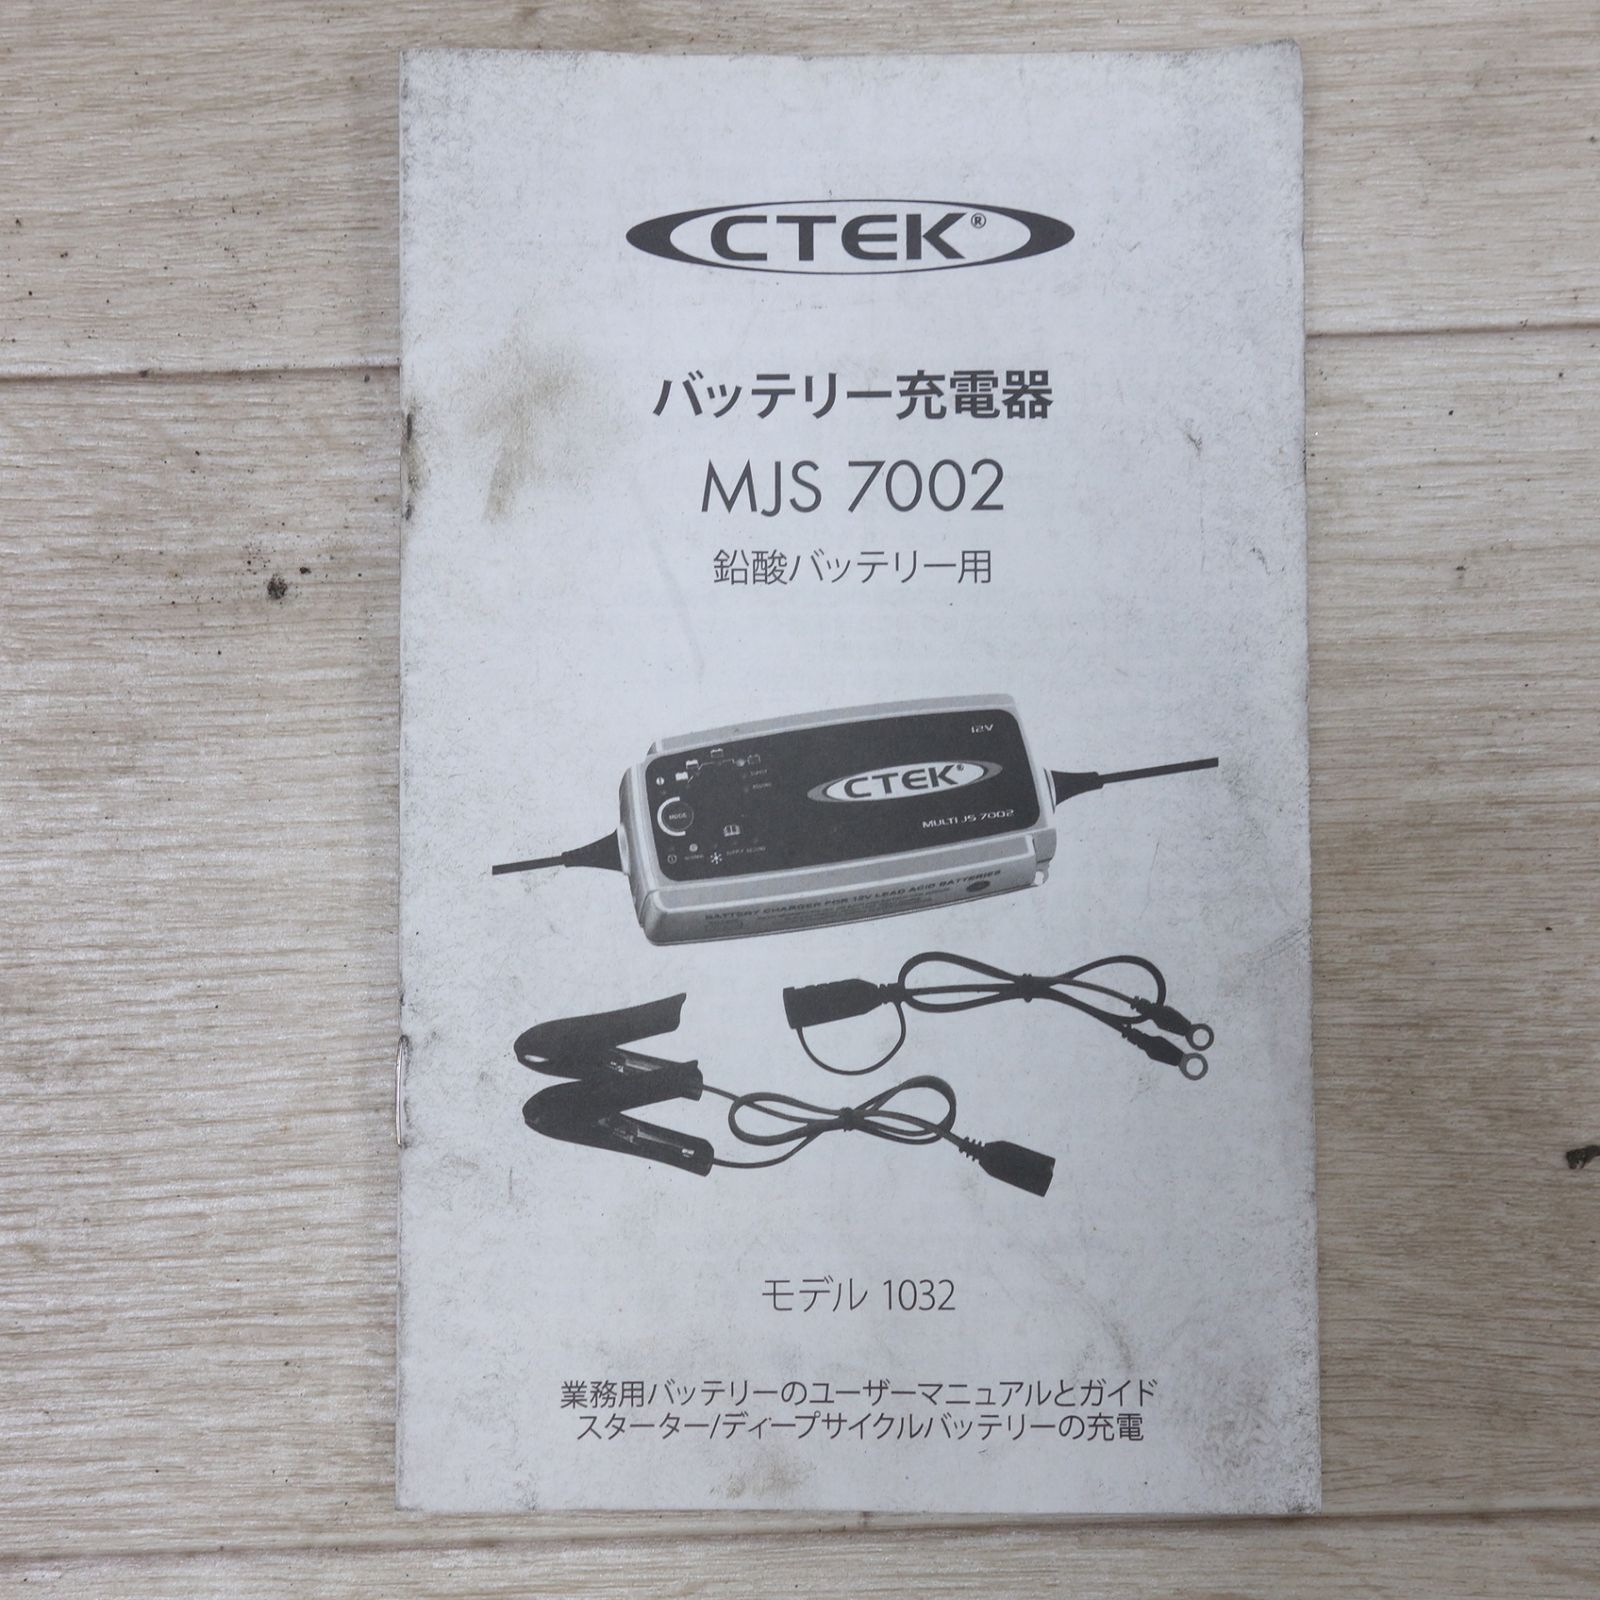 CTEK®
バッテリー充電器
MJS 7002
鉛酸バッテリー用
12V
CTEK®
MULTI JS 7002
MODE
SUPPLY
RECOND
BATTERY CHARGER FOR 12V LEAD ACID BATTERIES
モデル 1032
業務用バッテリーのユーザーマニュアルとガイド
スターター/ディープサイクルバッテリーの充電